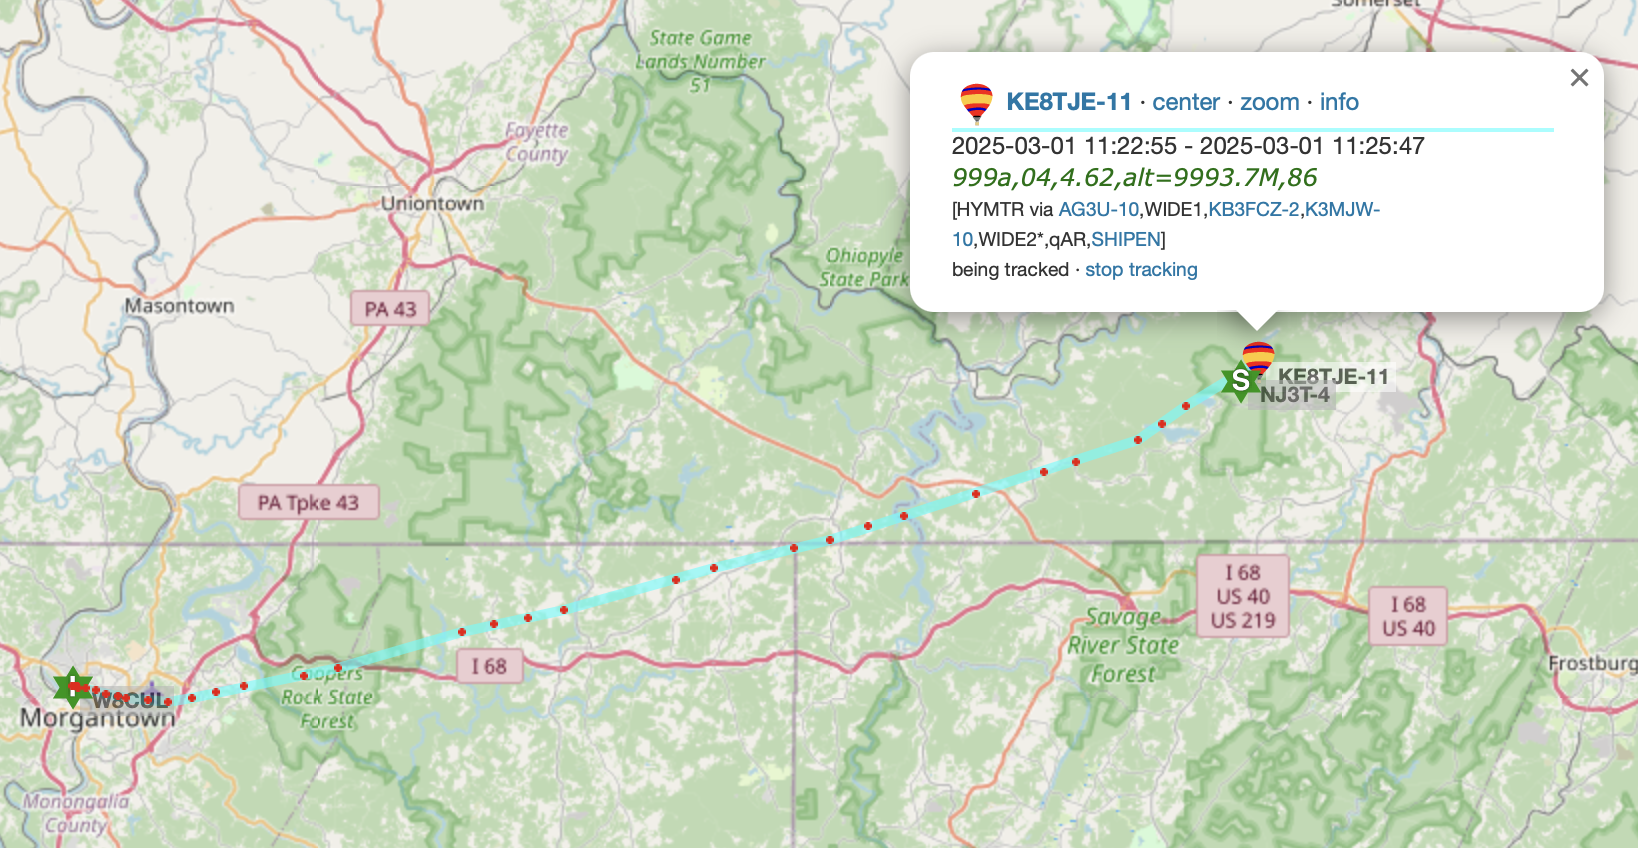 Somerset
State Game
Lands Number
51
Fayette
County
Uniontown
Ohiopyle
State Park
Masontown
PA 43
KE8TJE-11 · center · zoom · info
2025-03-01 11:22:55 - 2025-03-01 11:25:47
999a,04,4.62,alt=9993.7M,86
[HYMTR via AG3U-10,WIDE1,KB3FCZ-2,K3MJW-
10,WIDE2*,qAR,SHIPEN]
being tracked · stop tracking
S
KE8TJE-11
NJ3T-4
PA Tpke 43
I 68
US 40
US 219
I 68
US 40
Savage
River State
Forest
I 68
Frostburg
Coopers
Rock State
Forest
I
W8CUL
Morgantown
Monongalia
County